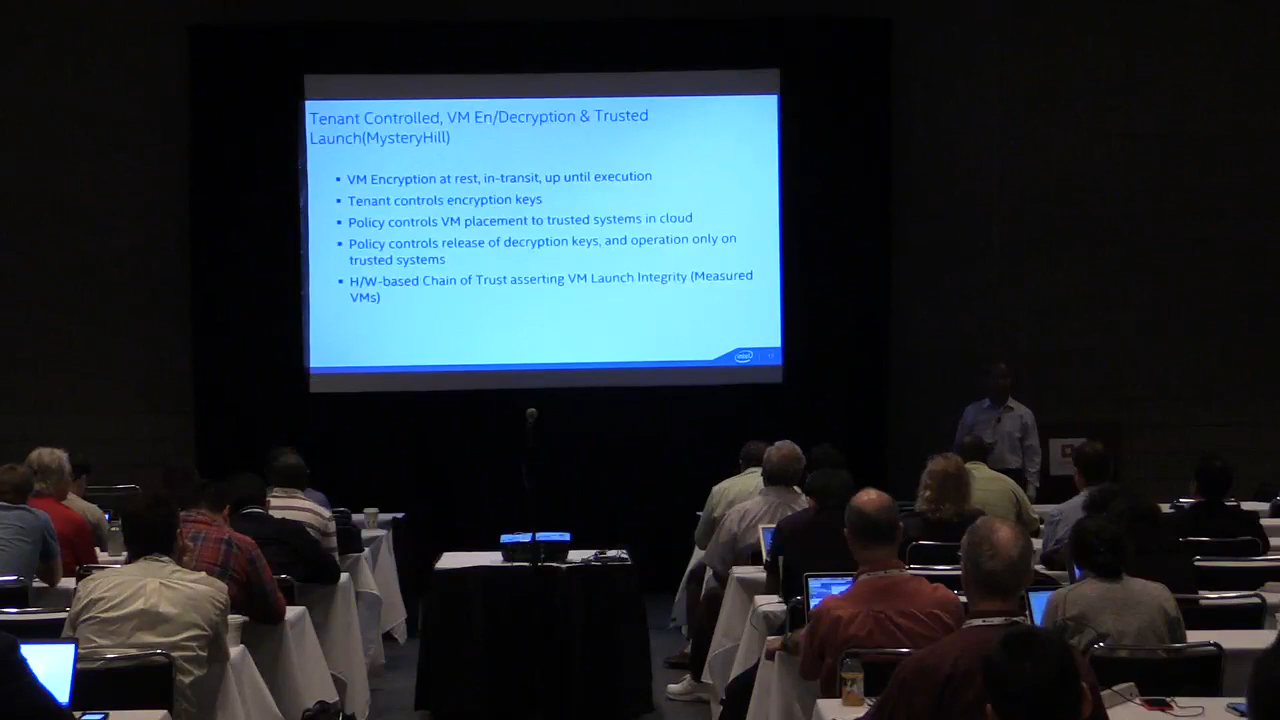 Tenant Controlled, VM En/Decryption & Trusted
Launch(MysteryHill)
▪ VM Encryption at rest, in-transit, up until execution
▪ Tenant controls encryption keys
▪ Policy controls VM placement to trusted systems in cloud
▪ Policy controls release of decryption keys, and operation only on
trusted systems
▪ H/W-based Chain of Trust asserting VM Launch Integrity (Measured
VMs)
intel